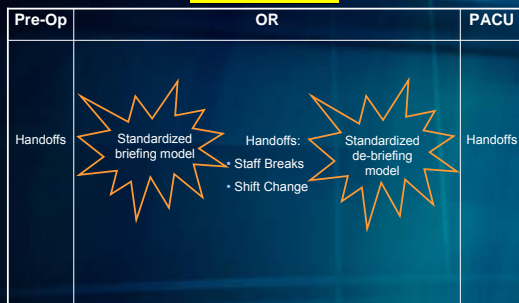 Pre-Op
OR
PACU
Handoffs
Standardized
briefing model
Handoffs:
• Staff Breaks
• Shift Change
Standardized
de-briefing
model
Handoffs